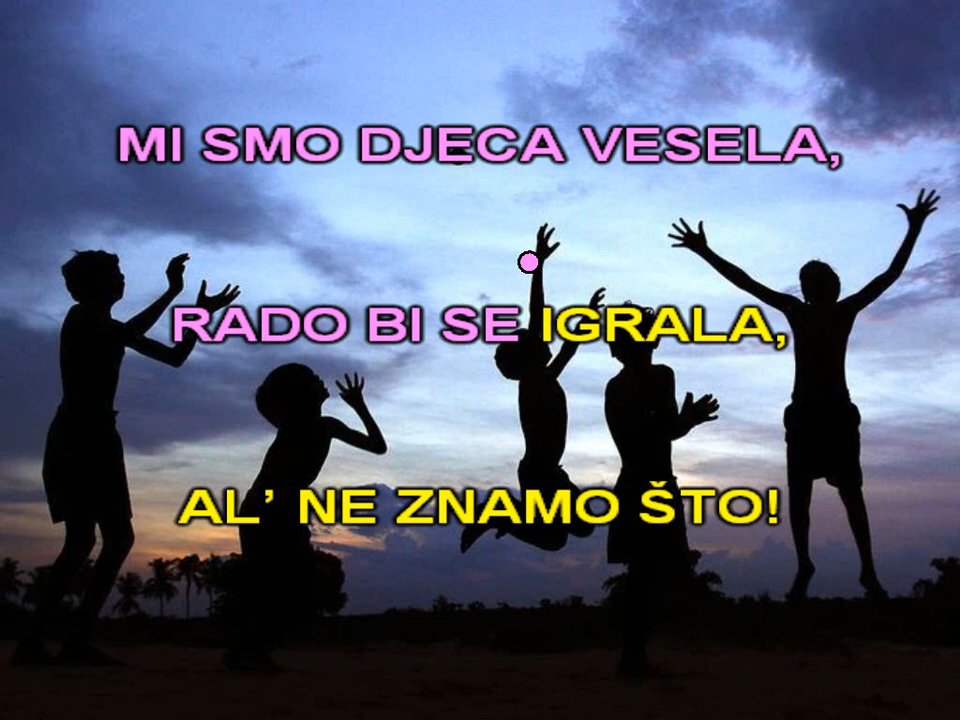 MI SMO DJECA VESELA,
RADO BI SE IGRALA,
AL’ NE ZNAMO ŠTO!